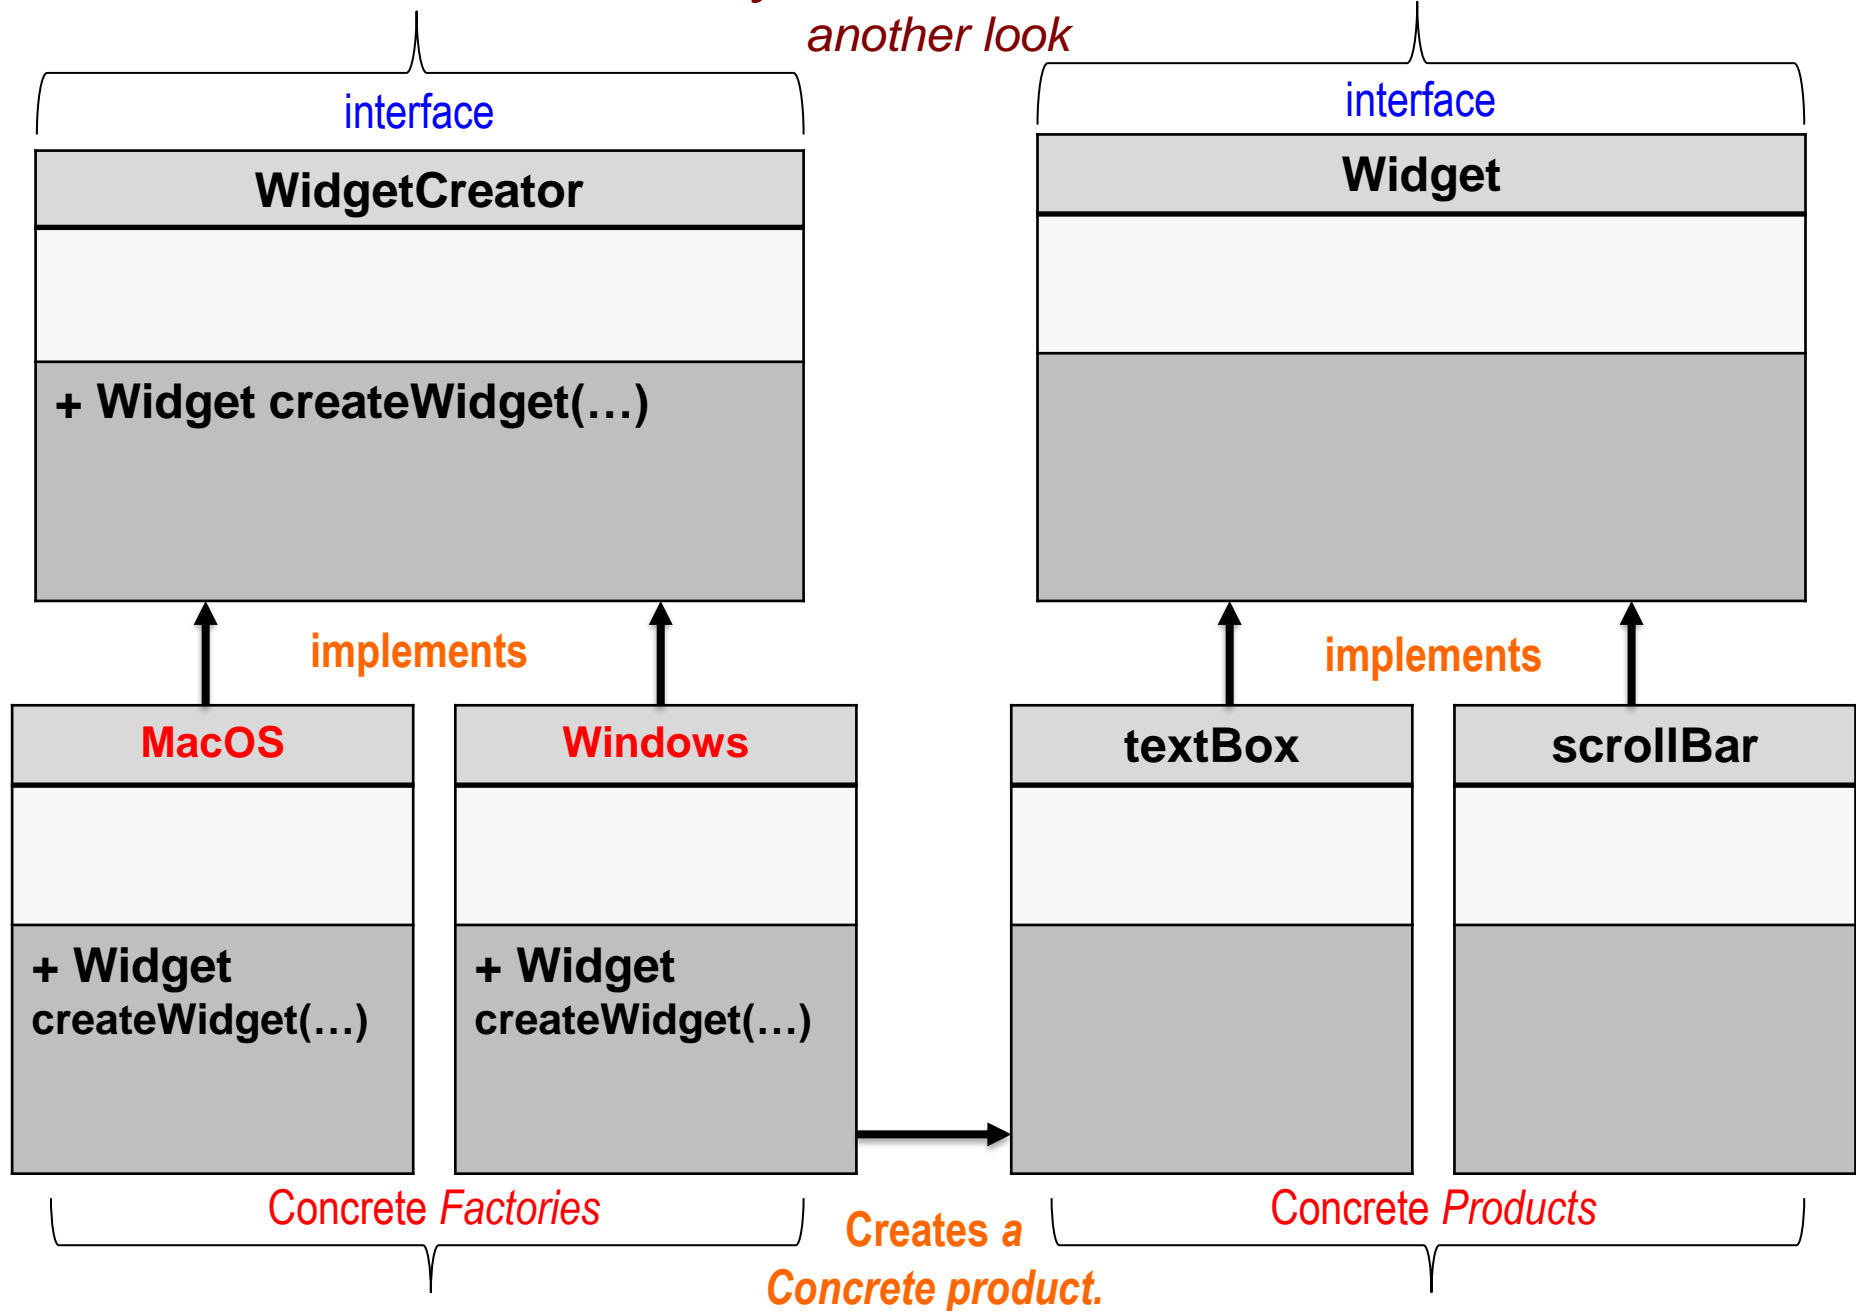 another look
interface
interface
WidgetCreator
Widget
+ Widget createWidget(…)
implements
implements
MacOS
Windows
textBox
scrollBar
+ Widget
createWidget(…)
+ Widget
createWidget(…)
Concrete Factories
Concrete Products
Creates a
Concrete product.